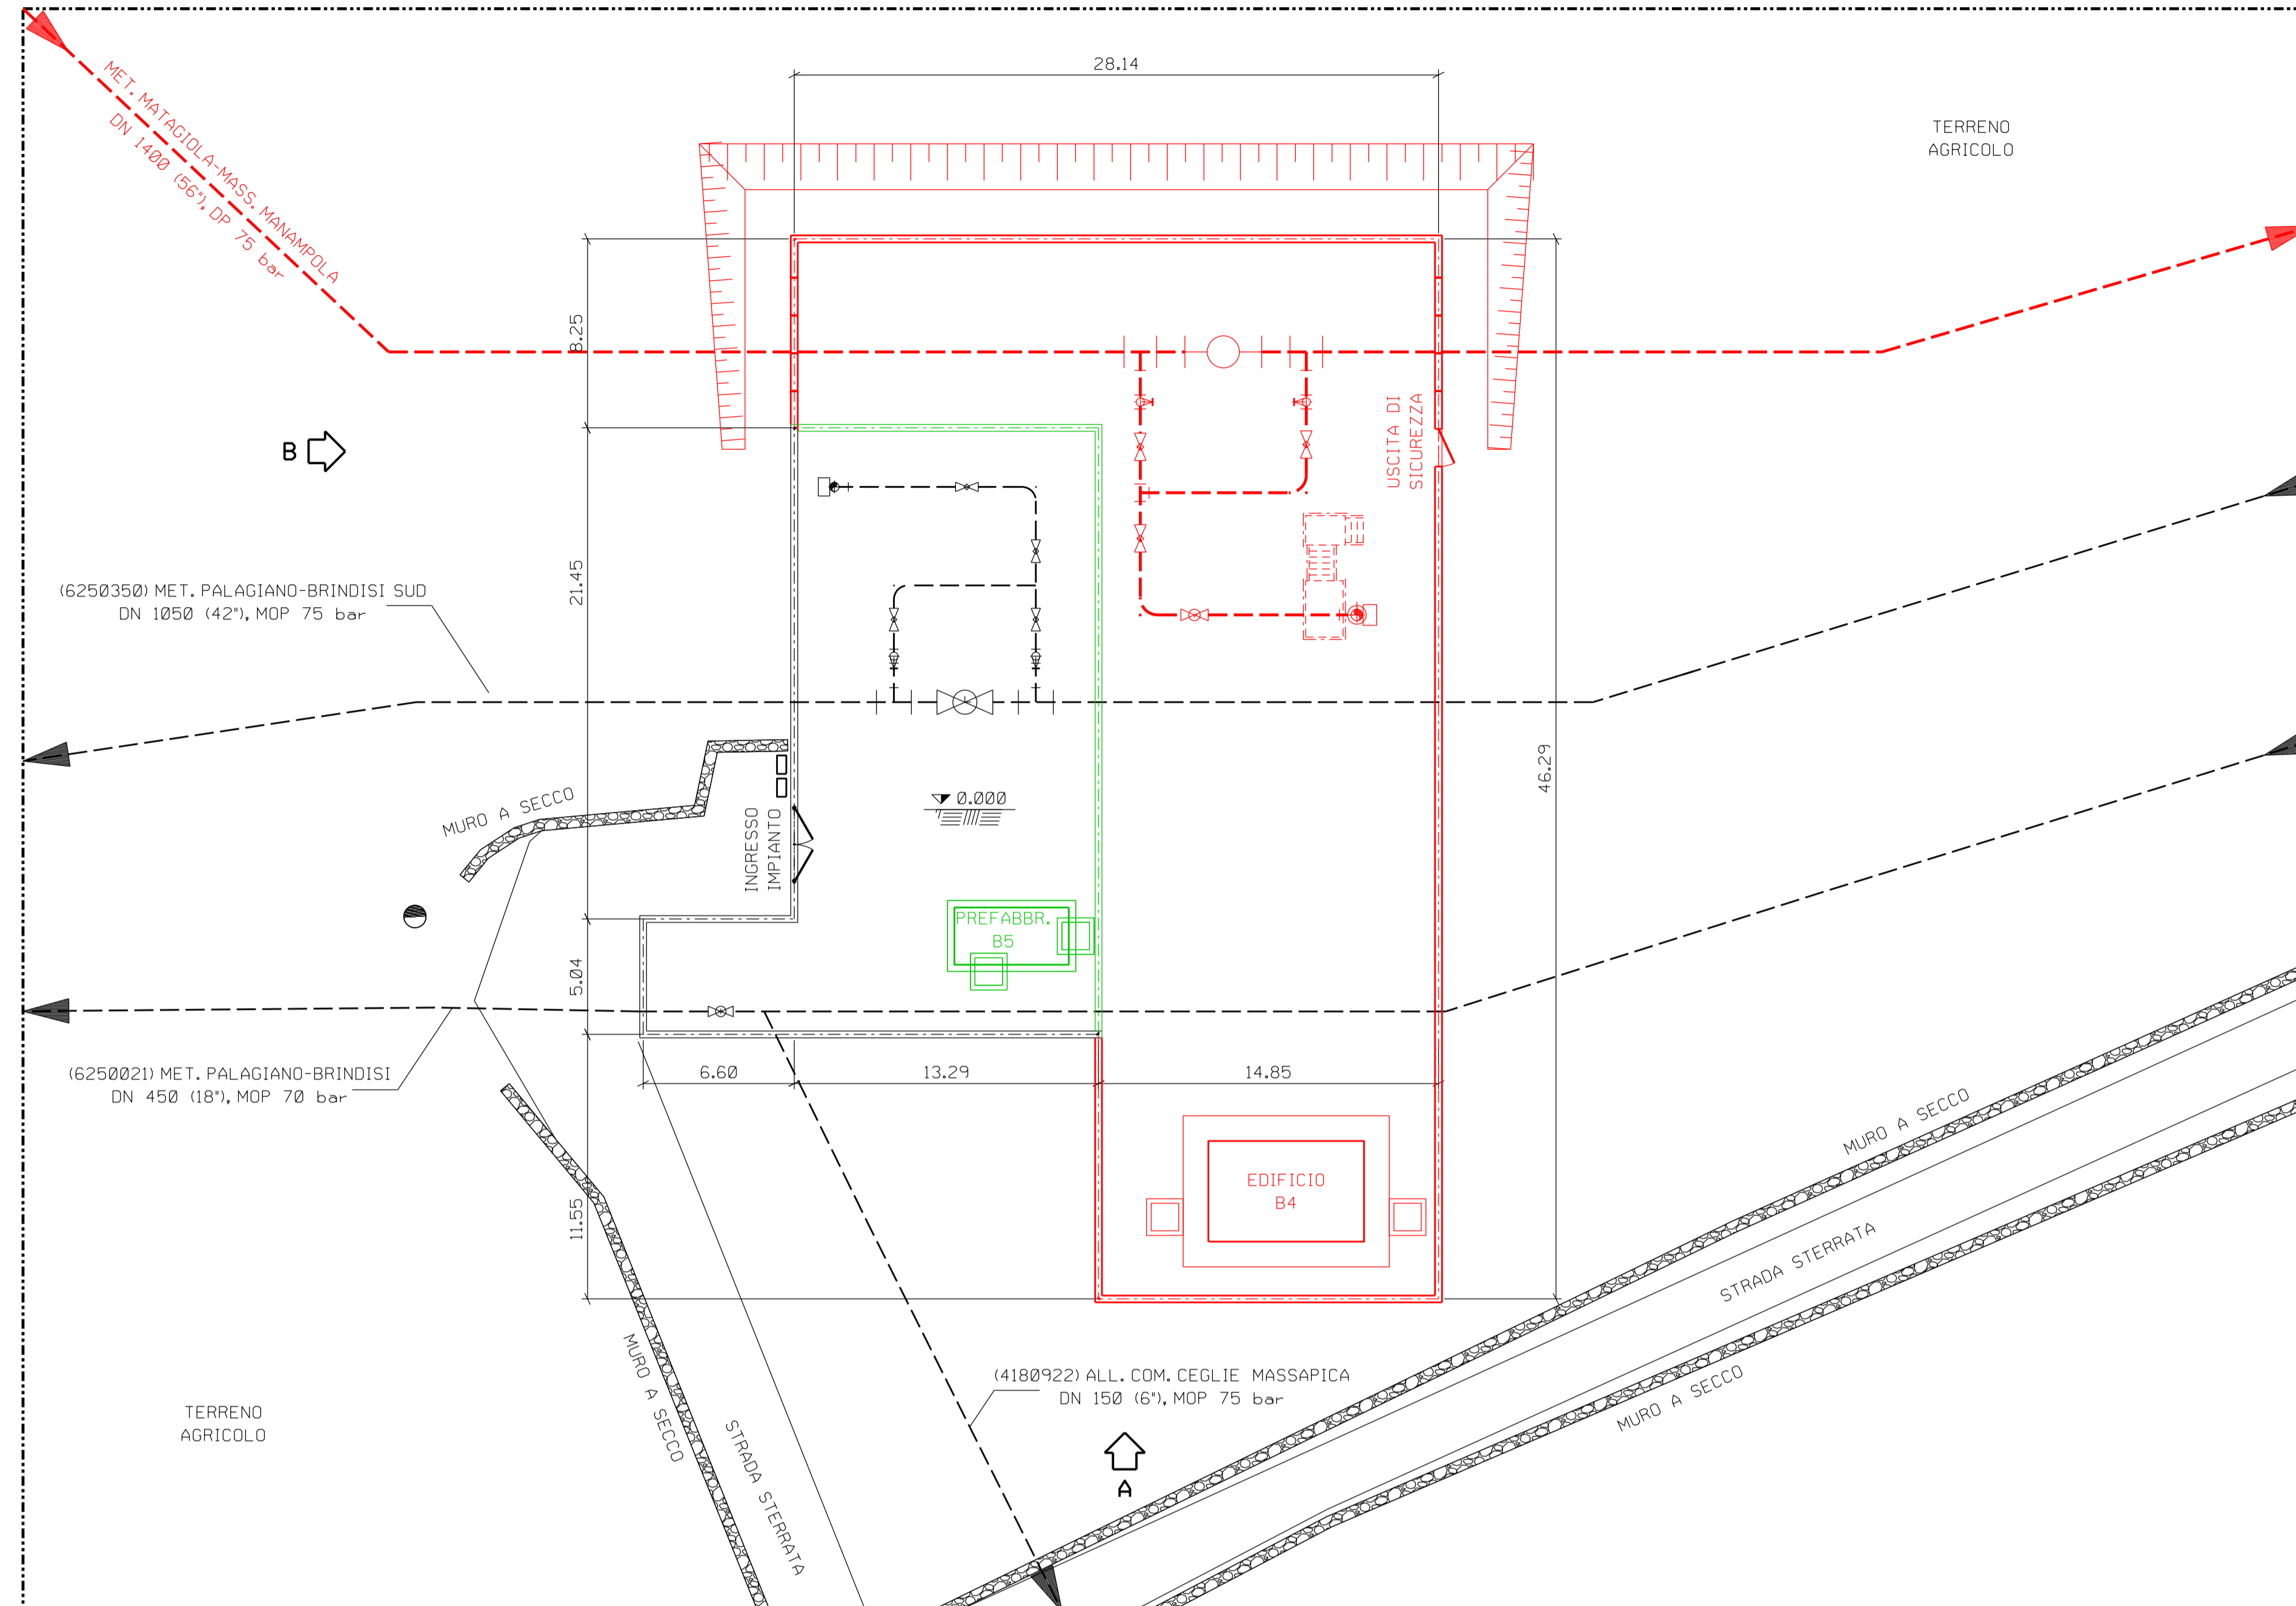 28.14
MET. MATAGIOLA-MASS. MANAMPOLA
DN 1400 (56"), DP 75 bar
TERRENO
AGRICOLO
8.25
USCITA DI
SICUREZZA
B
21.45
(6250350) MET. PALAGIANO-BRINDISI SUD
DN 1050 (42"), MOP 75 bar
46.29
MURO A SECCO
INGRESSO
IMPIANTO
0.000
PREFABBR.
B5
5.04
(6250021) MET. PALAGIANO-BRINDISI
DN 450 (18"), MOP 70 bar
6.60
13.29
14.85
MURO A SECCO
EDIFICIO
B4
11.55
STRADA STERRATA
MURO A SECCO
(4180922) ALL. COM. CEGLIE MASSAPICA
DN 150 (6"), MOP 75 bar
MURO A SECCO
TERRENO
AGRICOLO
STRADA STERRATA
A